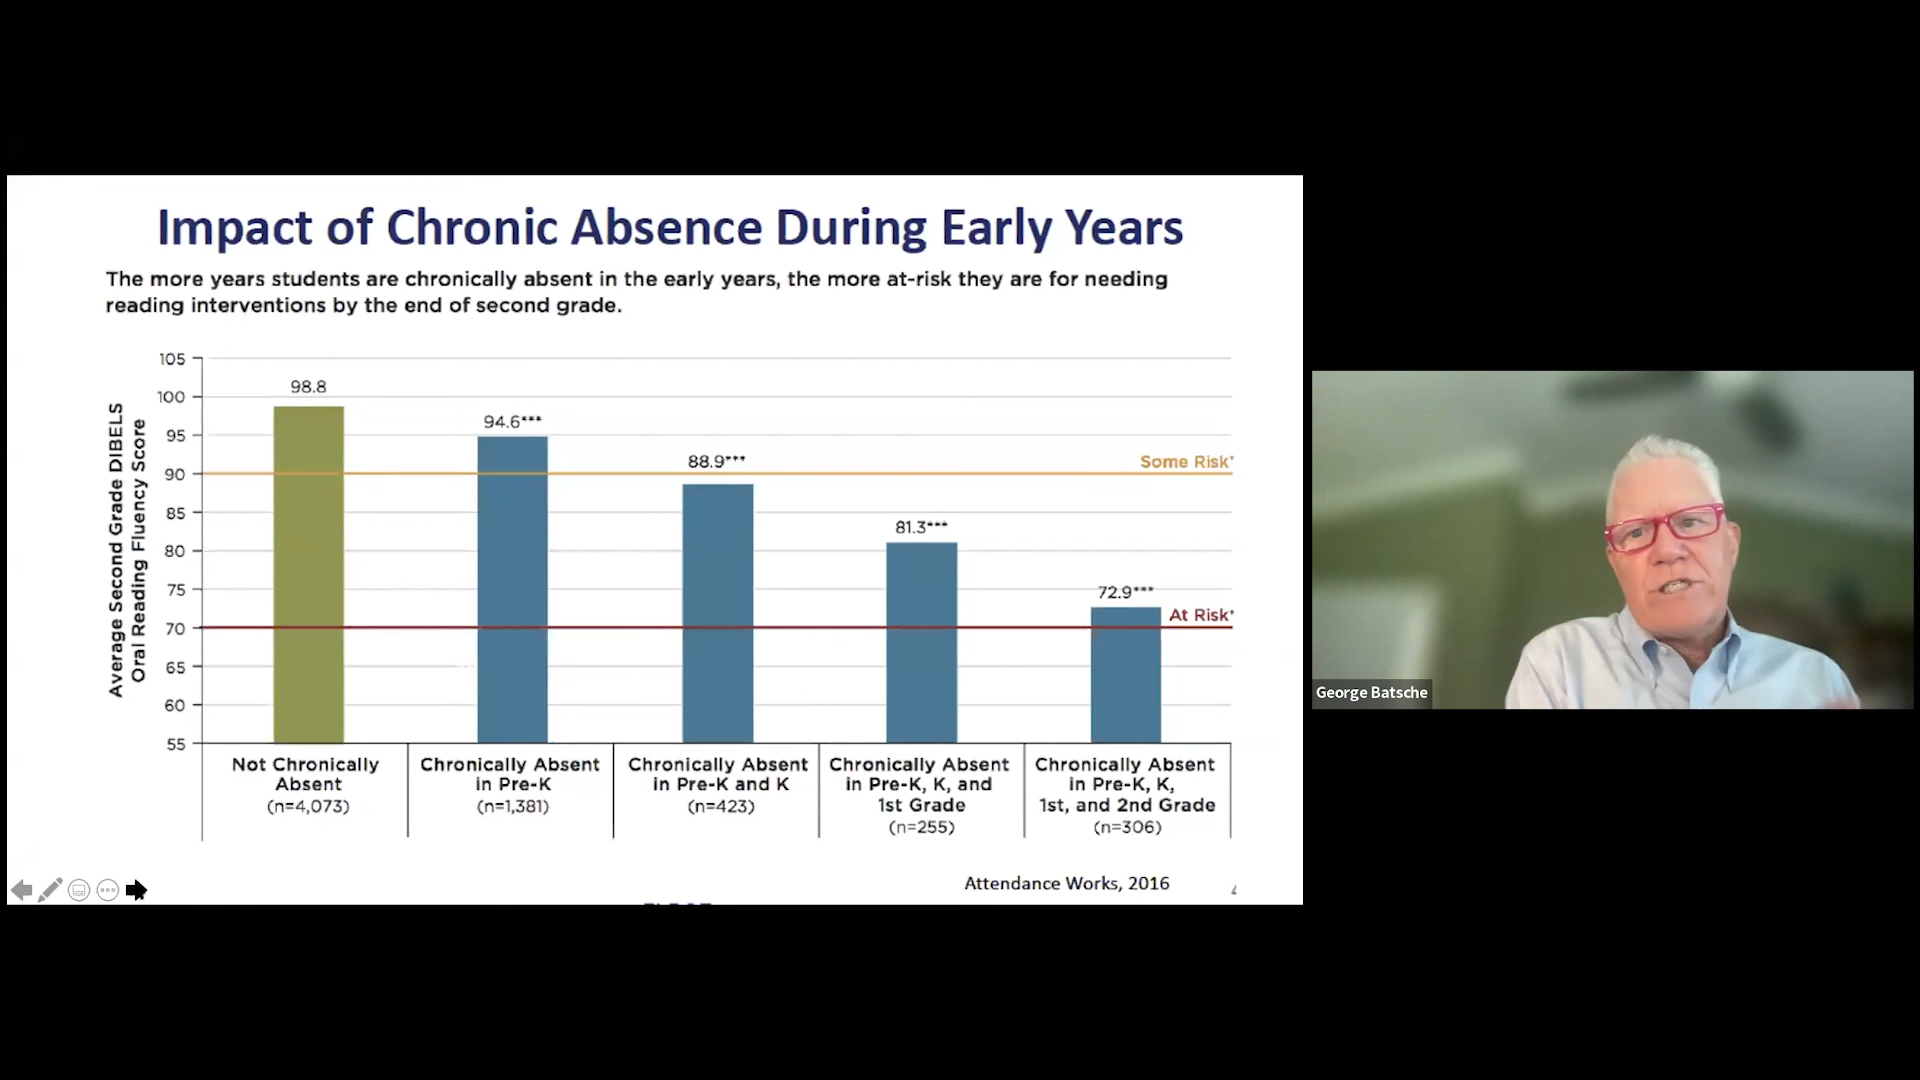 Impact of Chronic Absence During Early Years
The more years students are chronically absent in the early years, the more at-risk they are for needing
reading interventions by the end of second grade.
Average Second Grade DIBELS
Oral Reading Fluency Score
105
100
95
90
85
80
75
70
65
60
55
98.8
94.6***
88.9***
81.3***
72.9***
Some Risk+
At Risk+
Not Chronically
Absent
(n=4,073)
Chronically Absent
in Pre-K
(n=1,381)
Chronically Absent
in Pre-K and K
(n=423)
Chronically Absent
in Pre-K, K, and
1st Grade
(n=255)
Chronically Absent
in Pre-K, K,
1st, and 2nd Grade
(n=306)
Attendance Works, 2016
George Batsche